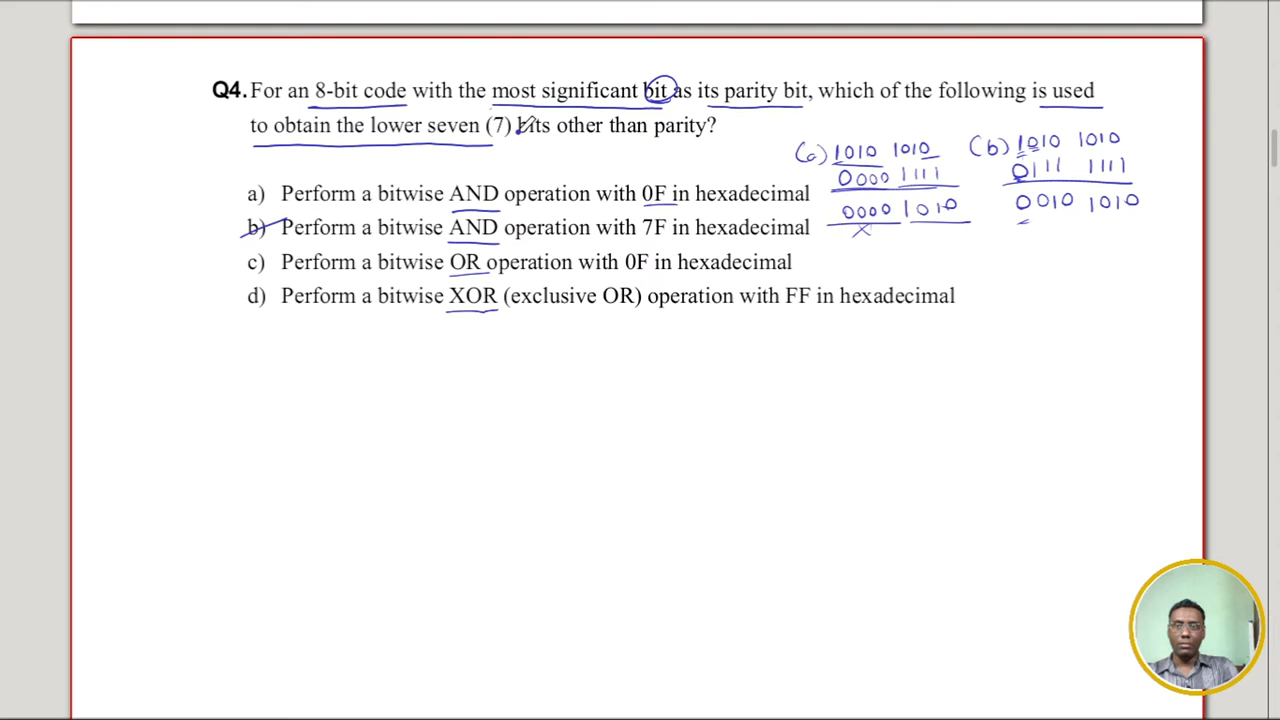 Q4. For an 8-bit code with the most significant bit as its parity bit, which of the following is used
to obtain the lower seven (7) bits other than parity?
a) Perform a bitwise AND operation with 0F in hexadecimal
b) Perform a bitwise AND operation with 7F in hexadecimal
c) Perform a bitwise OR operation with 0F in hexadecimal
d) Perform a bitwise XOR (exclusive OR) operation with FF in hexadecimal
(a) 1010 1010
0000 1111
0000 1010
x
(b) 1010 1010
0111 1111
0010 1010